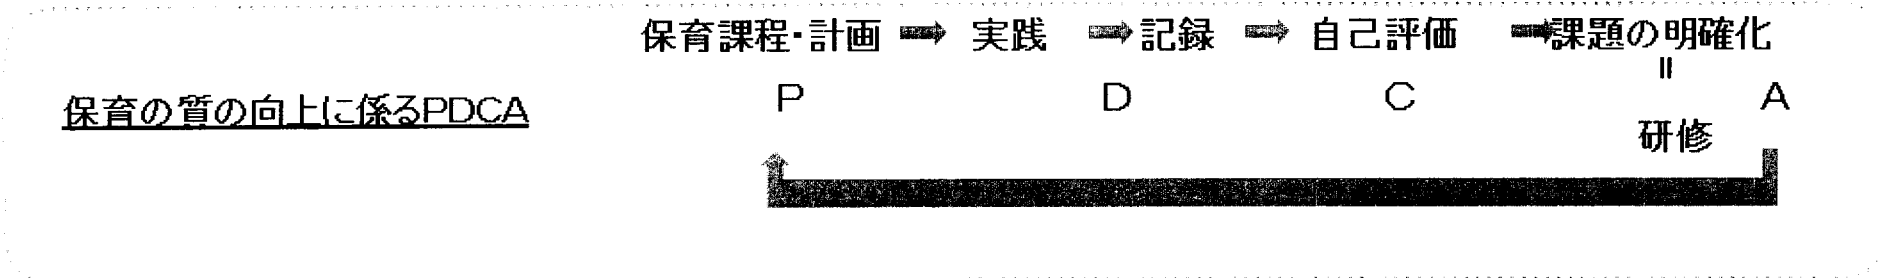 保育課程・計画 ➡ 実践 ➡ 記録 ➡ 自己評価 ➡ 課題の明確化
॥
保育の質の向上に係るPDCA P D C A
研修